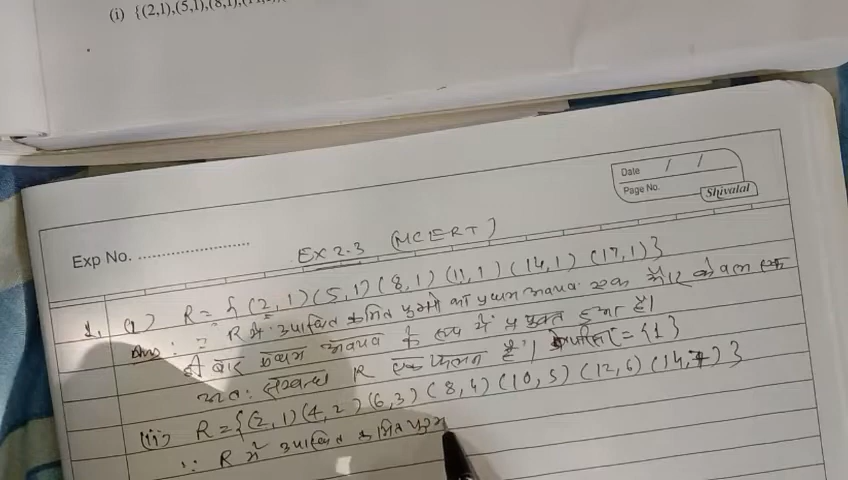 (i) {(2,1),(5,1),(8,1),(11,
Date / /
Page No.
Shivalal
Exp No. ..............................
EX 2.3 (NCERT)
1. (i) R = { (2, 1) (5, 1) (8, 1) (11, 1) (14, 1) (17, 1) }
Ans: ∵ R में उपस्थित क्रमित युग्मो का प्रथम अवयव एक और केवल एक
ही बार प्रथम अवयव के रूप में प्रयुक्त हुआ है।
अतः सम्बन्ध R एक फलन है। = {1}
(ii) R = {(2, 1) (4, 2) (6, 3) (8, 4) (10, 5) (12, 6) (14, 7) }
∵ R में उपस्थित क्रमित युग्म